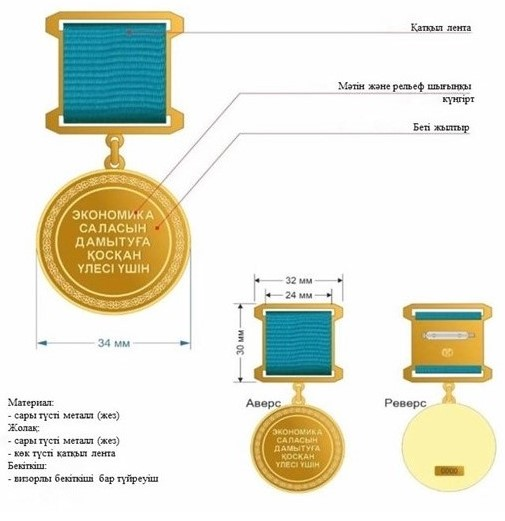 Қатқыл лента
Мәтін және рельеф шығыңқы
күңгірт
Беті жылтыр
ЭКОНОМИКА
САЛАСЫН
ДАМЫТУҒА
ҚОСҚАН
ҮЛЕСІ ҮШІН
34 мм
32 мм
24 мм
30 мм
Аверс
Реверс
ЭКОНОМИКА
САЛАСЫН
ДАМЫТУҒА
ҚОСҚАН
ҮЛЕСІ ҮШІН
0000
Материал:
- сары түсті металл (жез)
Жолақ:
- сары түсті металл (жез)
- көк түсті қатқыл лента
Бекіткіш:
- визорлы бекіткіші бар түйреуіш